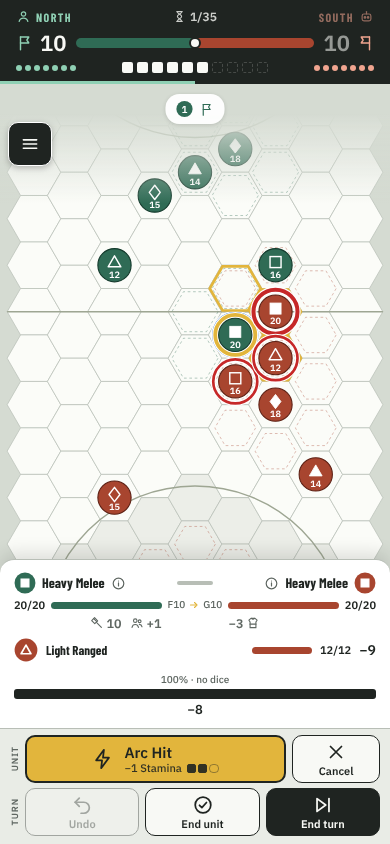 NORTH
1/35
SOUTH
10
10
1
18
14
15
12
16
20
20
12
16
18
14
15
Heavy Melee
Heavy Melee
20/20 F10 → G10 20/20
10 +1 −3
Light Ranged 12/12 −9
100% · no dice
−8
UNIT
Arc Hit
−1 Stamina
Cancel
TURN
Undo
End unit
End turn